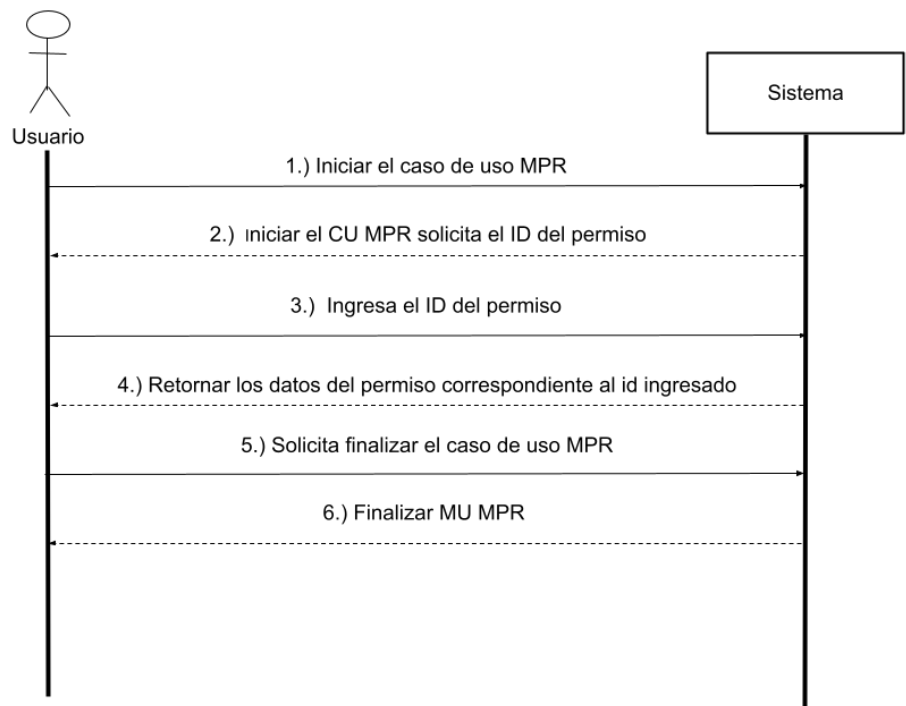 Usuario
Sistema
1.) Iniciar el caso de uso MPR
2.) Iniciar el CU MPR solicita el ID del permiso
3.) Ingresa el ID del permiso
4.) Retornar los datos del permiso correspondiente al id ingresado
5.) Solicita finalizar el caso de uso MPR
6.) Finalizar MU MPR